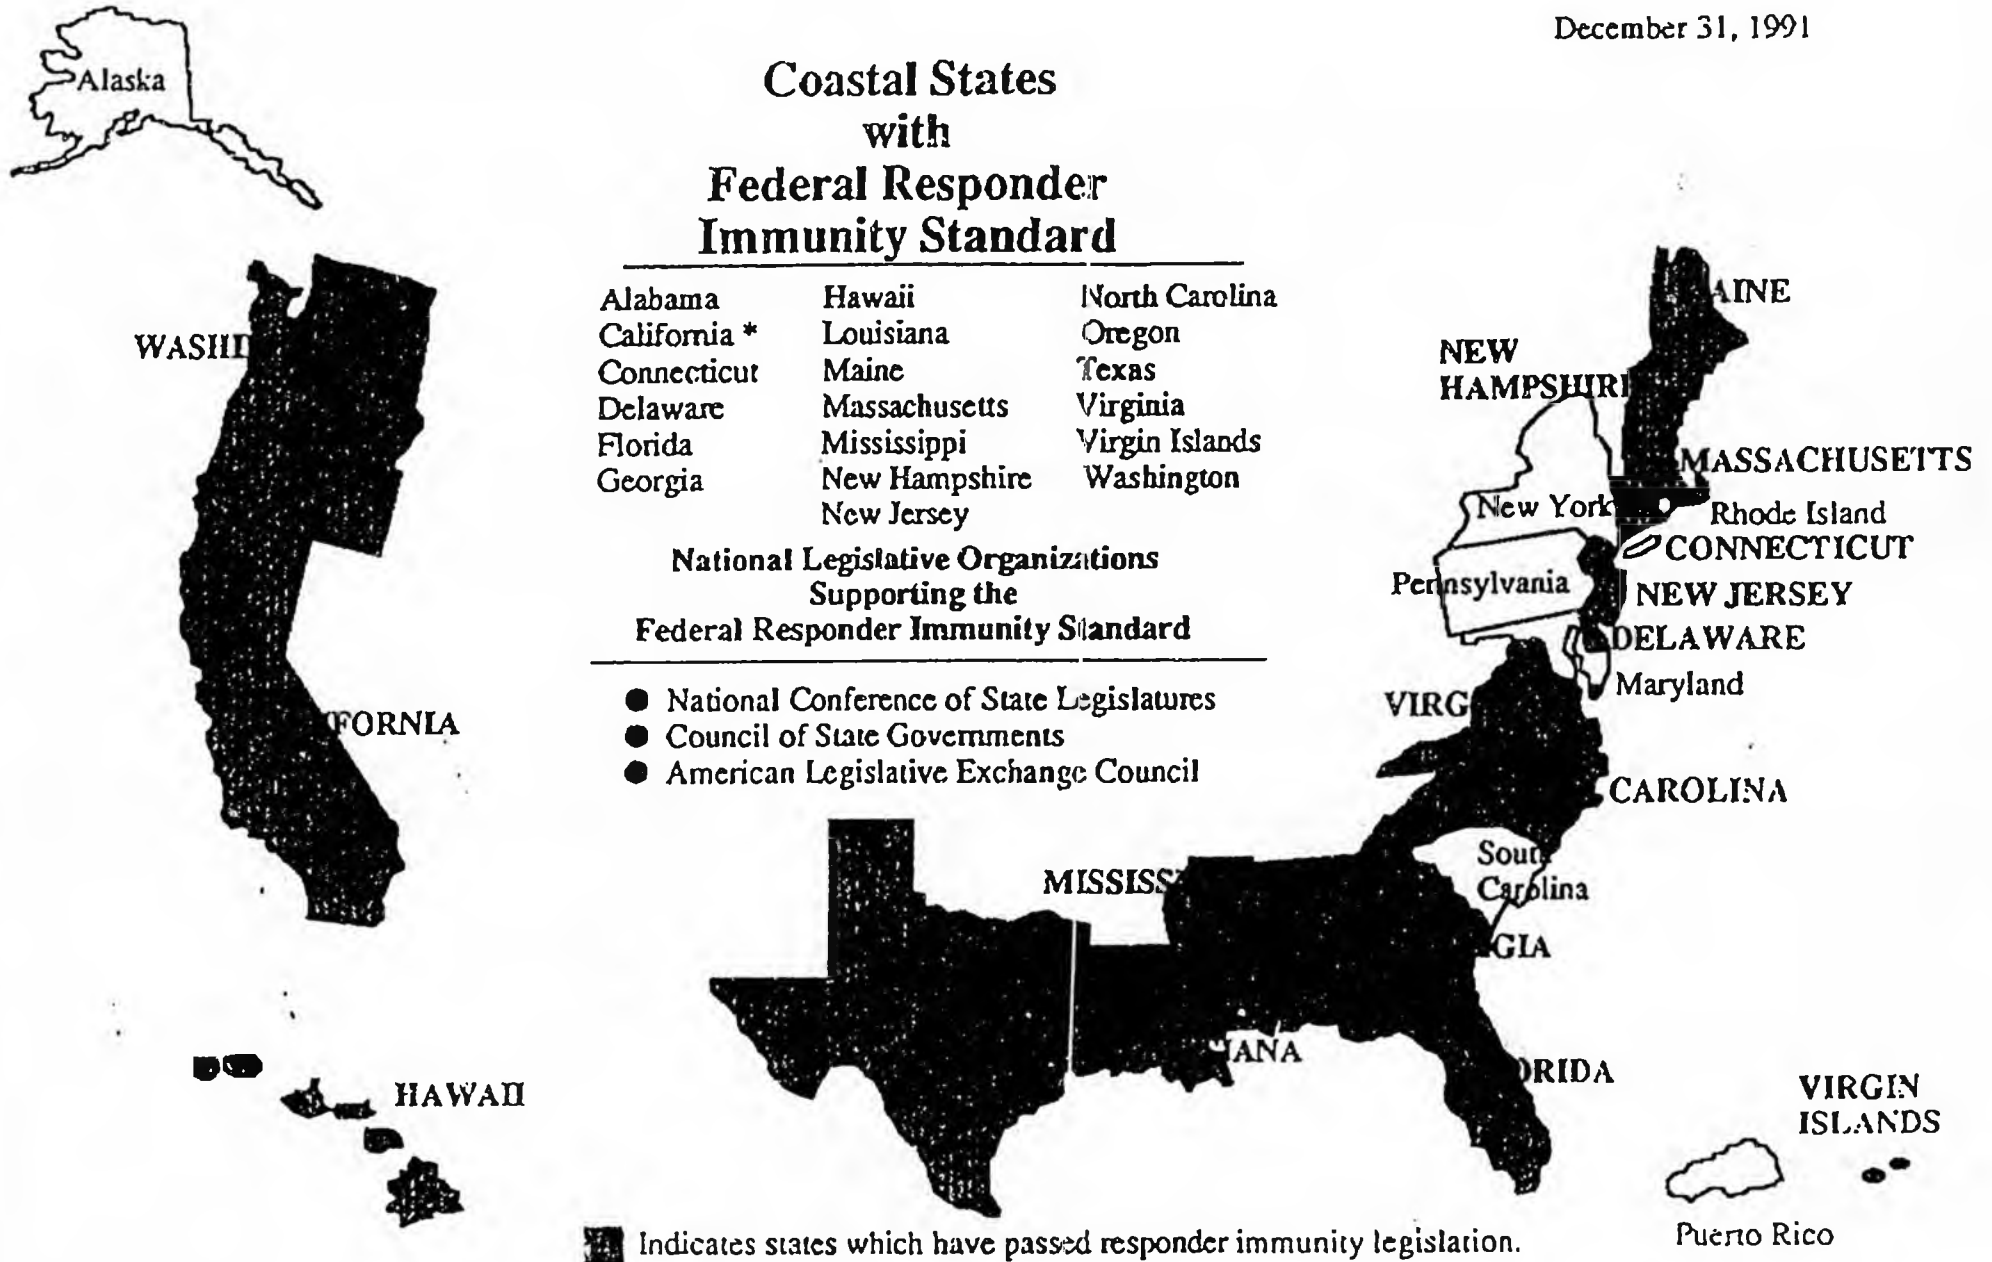 December 31, 1991
Alaska
Coastal States
with
Federal Responder
Immunity Standard
Alabama
California *
Connecticut
Delaware
Florida
Georgia
Hawaii
Louisiana
Maine
Massachusetts
Mississippi
New Hampshire
New Jersey
North Carolina
Oregon
Texas
Virginia
Virgin Islands
Washington
National Legislative Organizations
Supporting the
Federal Responder Immunity Standard
● National Conference of State Legislatures
● Council of State Governments
● American Legislative Exchange Council
WASHI
FORNIA
HAWAII
AINE
NEW
HAMPSHIR
MASSACHUSETTS
New York
Rhode Island
CONNECTICUT
Pennsylvania
NEW JERSEY
DELAWARE
Maryland
VIRG
CAROLINA
South
Carolina
MISSISS
GIA
IANA
ORIDA
VIRGIN
ISLANDS
Puerto Rico
Indicates states which have passed responder immunity legislation.